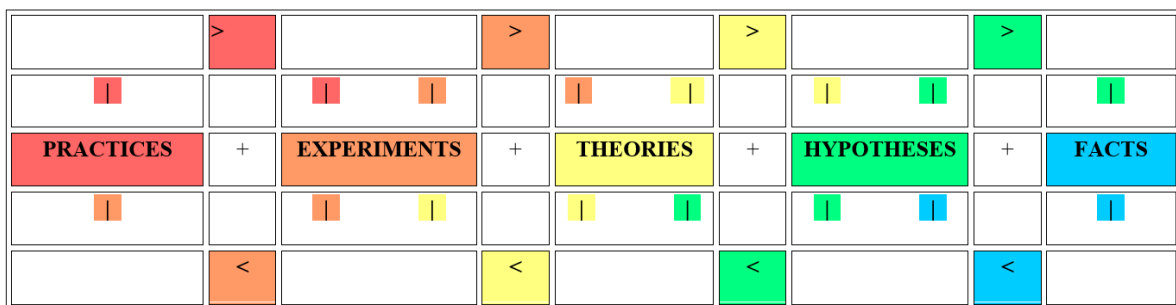 > > > >
| | | | | | | |
PRACTICES + EXPERIMENTS + THEORIES + HYPOTHESES + FACTS
| | | | | | | |
< < < <